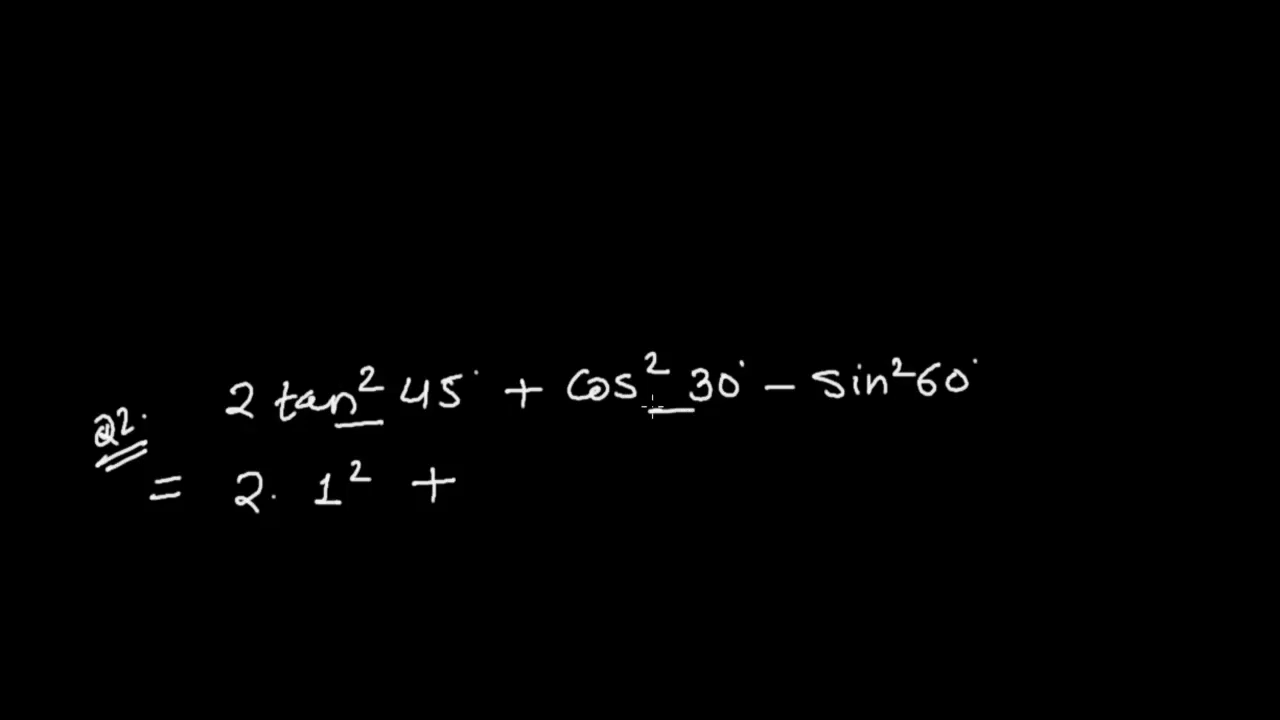 Q2. 2 tan² 45° + cos² 30° - sin² 60°
= 2. 1² +